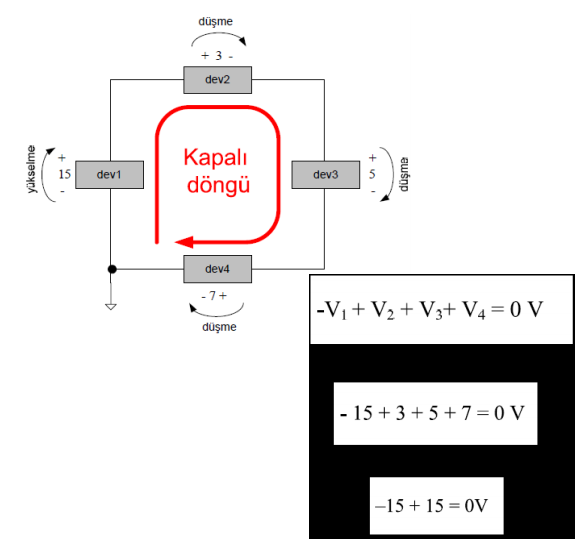 düşme
+ 3 -
dev2
yükselme
+
15
-
dev1
Kapalı
döngü
dev3
+
5
-
düşme
dev4
- 7 +
düşme
-V₁ + V₂ + V₃+ V₄ = 0 V
- 15 + 3 + 5 + 7 = 0 V
–15 + 15 = 0V